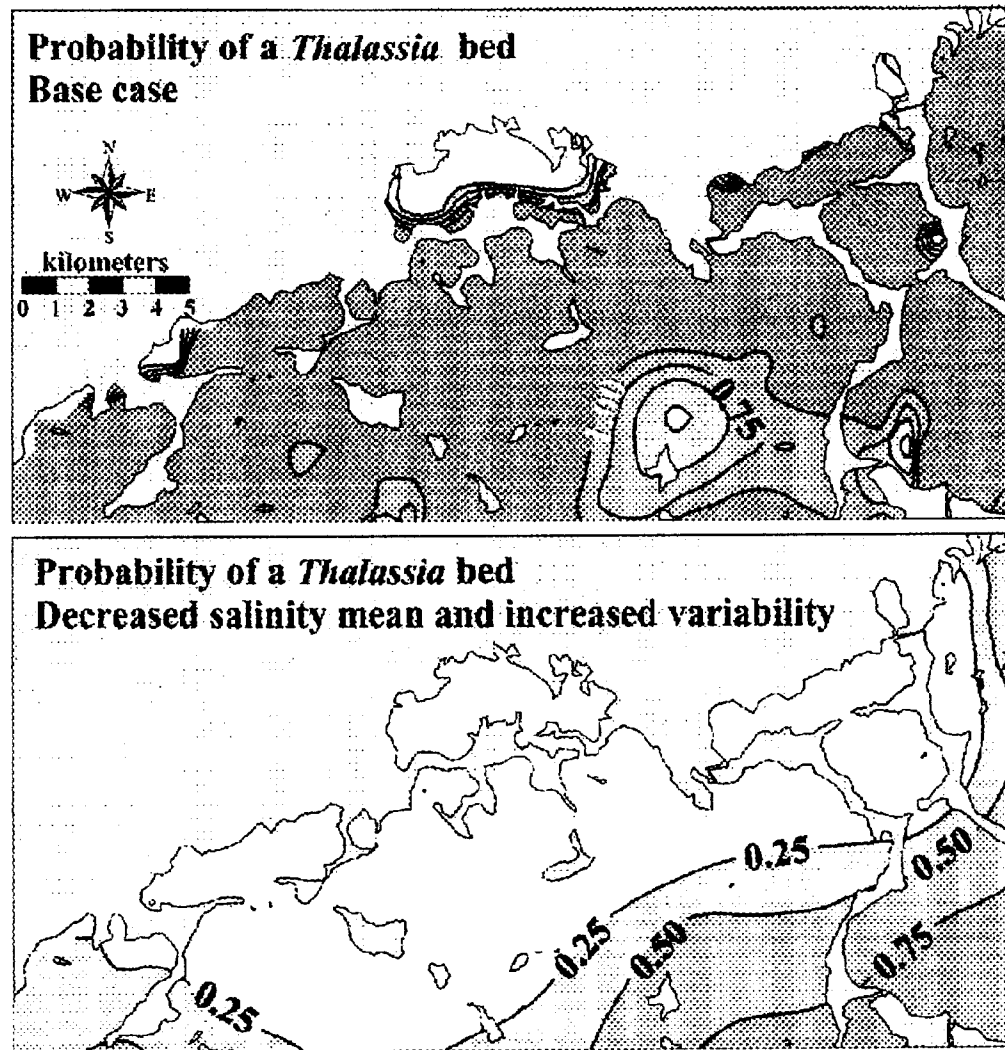 Probability of a Thalassia bed
Base case
N
W E
S
kilometers
0 1 2 3 4 5
0.75
Probability of a Thalassia bed
Decreased salinity mean and increased variability
0.25
0.50
0.25
0.50
0.75
0.25